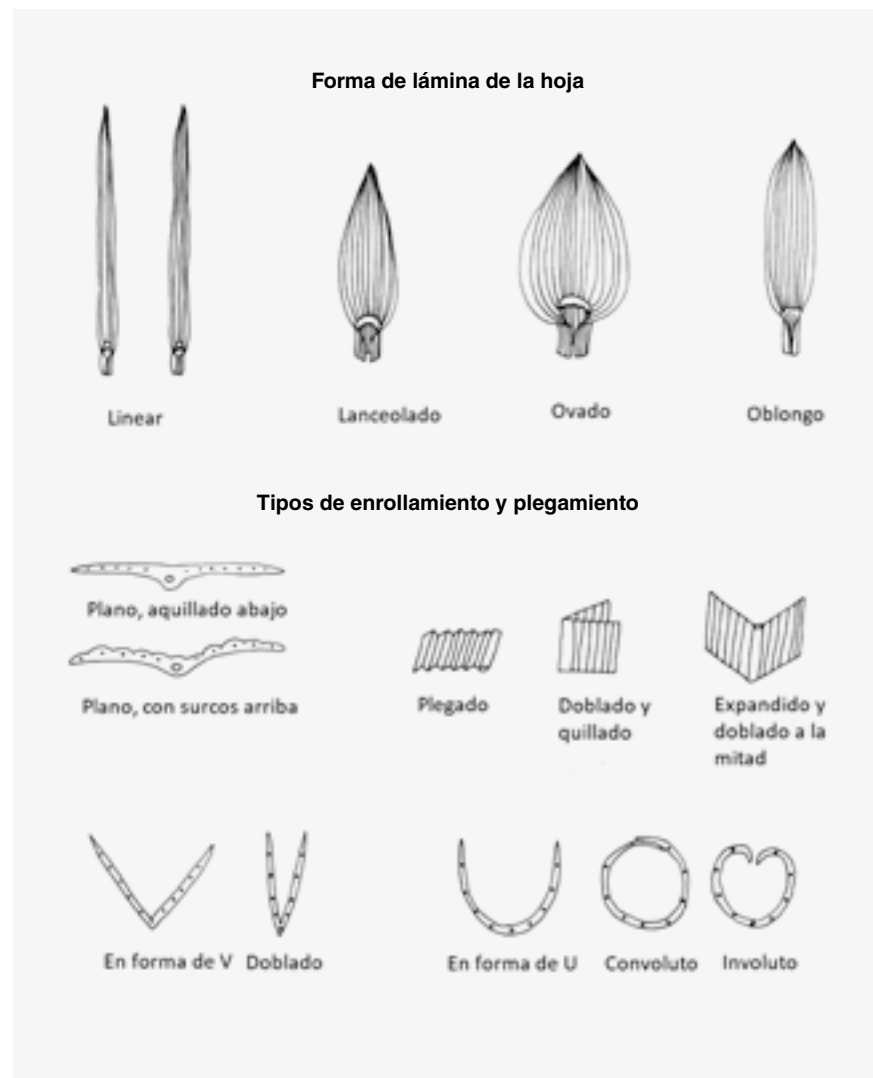 Forma de lámina de la hoja
Linear
Lanceolado
Ovado
Oblongo
Tipos de enrollamiento y plegamiento
Plano, aquillado abajo
Plano, con surcos arriba
Plegado
Doblado y
quillado
Expandido y
doblado a la
mitad
En forma de V
Doblado
En forma de U
Convoluto
Involuto